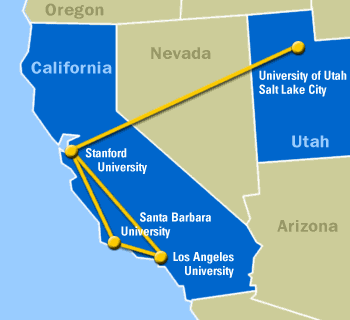 Oregon
Nevada
California
University of Utah
Salt Lake City
Utah
Stanford
University
Santa Barbara
University
Arizona
Los Angeles
University